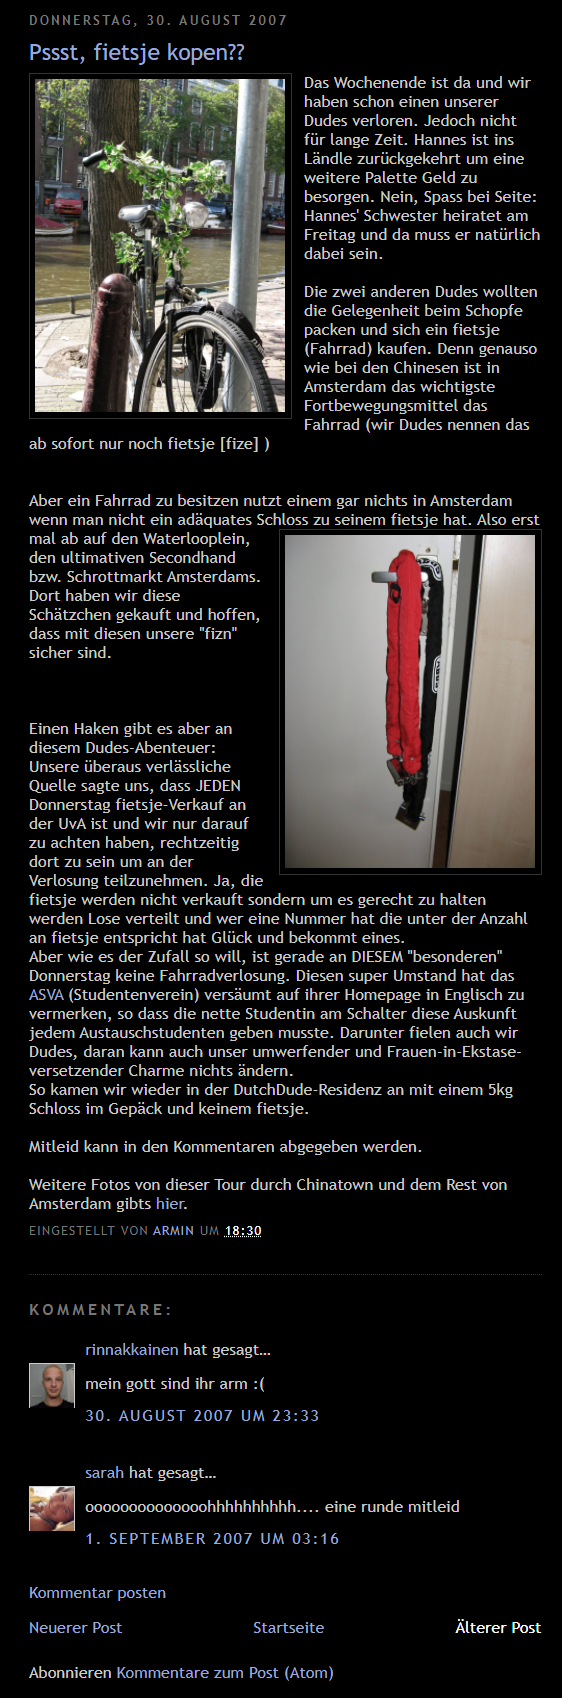 DONNERSTAG, 30. AUGUST 2007
Pssst, fietsje kopen??
Das Wochenende ist da und wir
haben schon einen unserer
Dudes verloren. Jedoch nicht
für lange Zeit. Hannes ist ins
Ländle zurückgekehrt um eine
weitere Palette Geld zu
besorgen. Nein, Spass bei Seite:
Hannes' Schwester heiratet am
Freitag und da muss er natürlich
dabei sein.
Die zwei anderen Dudes wollten
die Gelegenheit beim Schopfe
packen und sich ein fietsje
(Fahrrad) kaufen. Denn genauso
wie bei den Chinesen ist in
Amsterdam das wichtigste
Fortbewegungsmittel das
Fahrrad (wir Dudes nennen das
ab sofort nur noch fietsje [fize] )
Aber ein Fahrrad zu besitzen nutzt einem gar nichts in Amsterdam
wenn man nicht ein adäquates Schloss zu seinem fietsje hat. Also erst
mal ab auf den Waterlooplein,
den ultimativen Secondhand
bzw. Schrottmarkt Amsterdams.
Dort haben wir diese
Schätzchen gekauft und hoffen,
dass mit diesen unsere "fizn"
sicher sind.
ABUS
Einen Haken gibt es aber an
diesem Dudes-Abenteuer:
Unsere überaus verlässliche
Quelle sagte uns, dass JEDEN
Donnerstag fietsje-Verkauf an
der UvA ist und wir nur darauf
zu achten haben, rechtzeitig
dort zu sein um an der
Verlosung teilzunehmen. Ja, die
fietsje werden nicht verkauft sondern um es gerecht zu halten
werden Lose verteilt und wer eine Nummer hat die unter der Anzahl
an fietsje entspricht hat Glück und bekommt eines.
Aber wie es der Zufall so will, ist gerade an DIESEM "besonderen"
Donnerstag keine Fahrradverlosung. Diesen super Umstand hat das
ASVA (Studentenverein) versäumt auf ihrer Homepage in Englisch zu
vermerken, so dass die nette Studentin am Schalter diese Auskunft
jedem Austauschstudenten geben musste. Darunter fielen auch wir
Dudes, daran kann auch unser umwerfender und Frauen-in-Ekstase-
versetzender Charme nichts ändern.
So kamen wir wieder in der DutchDude-Residenz an mit einem 5kg
Schloss im Gepäck und keinem fietsje.
Mitleid kann in den Kommentaren abgegeben werden.
Weitere Fotos von dieser Tour durch Chinatown und dem Rest von
Amsterdam gibts hier.
EINGESTELLT VON ARMIN UM 18:30
KOMMENTARE:
rinnakkainen hat gesagt…
mein gott sind ihr arm :(
30. AUGUST 2007 UM 23:33
sarah hat gesagt…
oooooooooooooohhhhhhhhhh.... eine runde mitleid
1. SEPTEMBER 2007 UM 03:16
Kommentar posten
Neuerer Post Startseite Älterer Post
Abonnieren Kommentare zum Post (Atom)